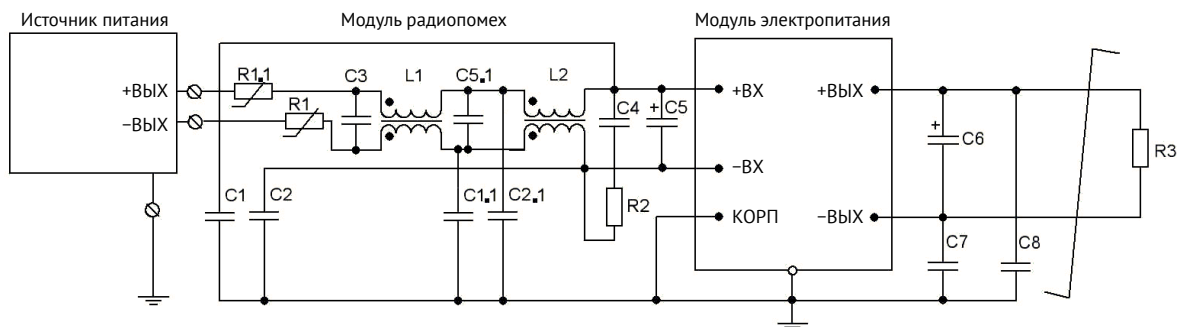 Источник питания
Модуль радиопомех
Модуль электропитания
+ВЫХ
−ВЫХ
R1.1
R1
C3
L1
C5.1
L2
C4
+
C5
+ВХ
−ВХ
КОРП
+ВЫХ
−ВЫХ
+
C6
R3
C1
C2
C1.1
C2.1
R2
C7
C8